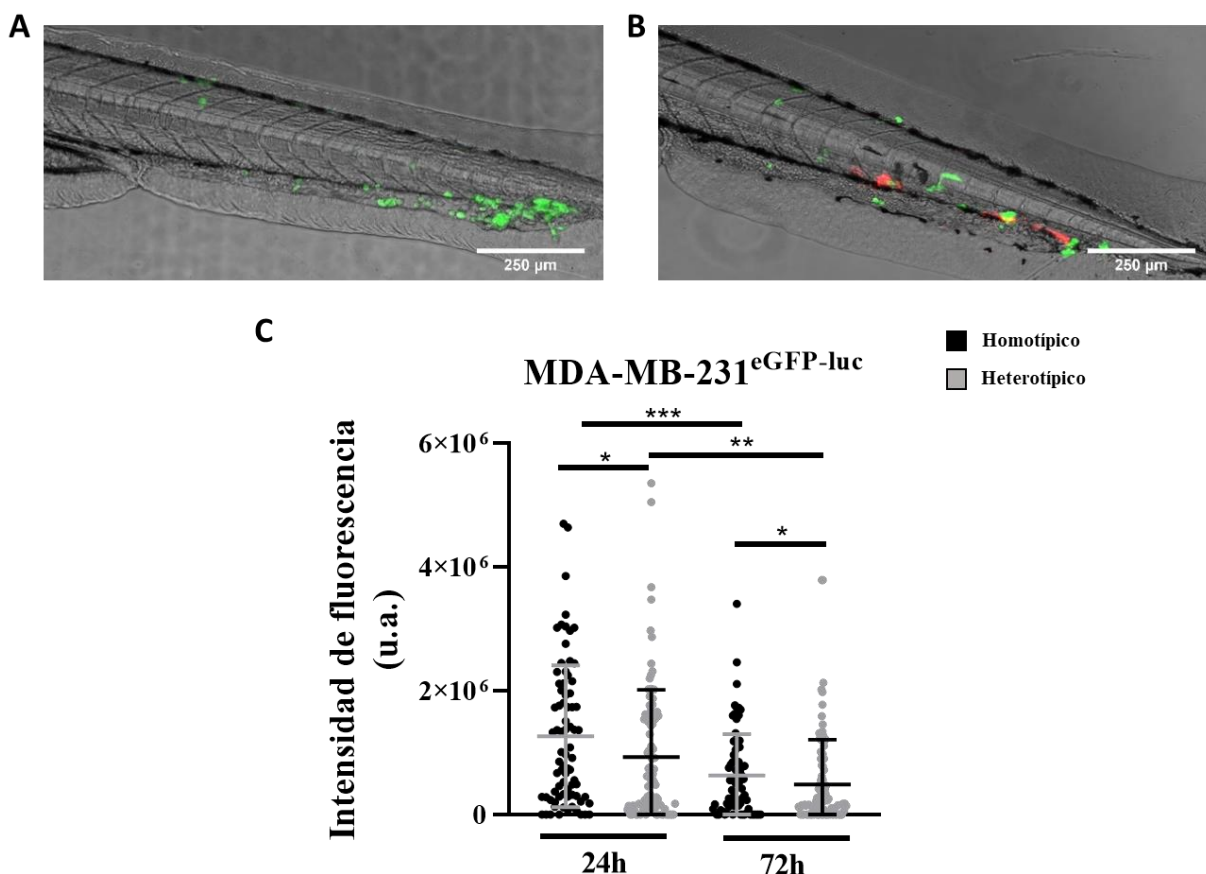 A
B
250 µm
250 µm
C
Homotípico
Heterotípico
MDA-MB-231eGFP-luc
***
*
**
*
Intensidad de fluorescencia
(u.a.)
6×10⁶
4×10⁶
2×10⁶
0
24h
72h